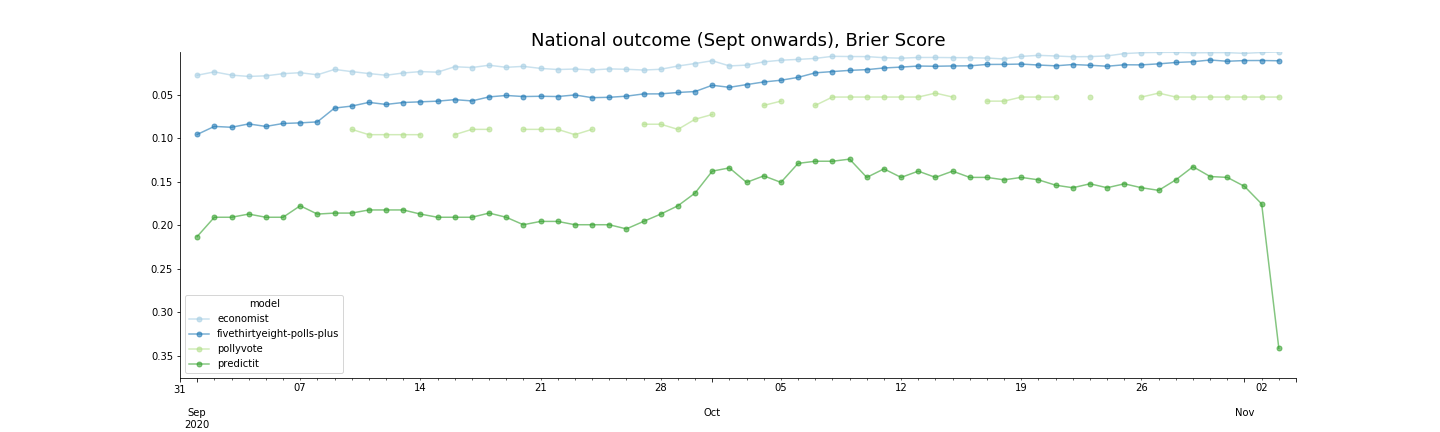 National outcome (Sept onwards), Brier Score
0.05
0.10
0.15
0.20
0.25
0.30
0.35
model
economist
fivethirtyeight-polls-plus
pollyvote
predictit
31 07 14 21 28 05 12 19 26 02
Sep Oct Nov
2020